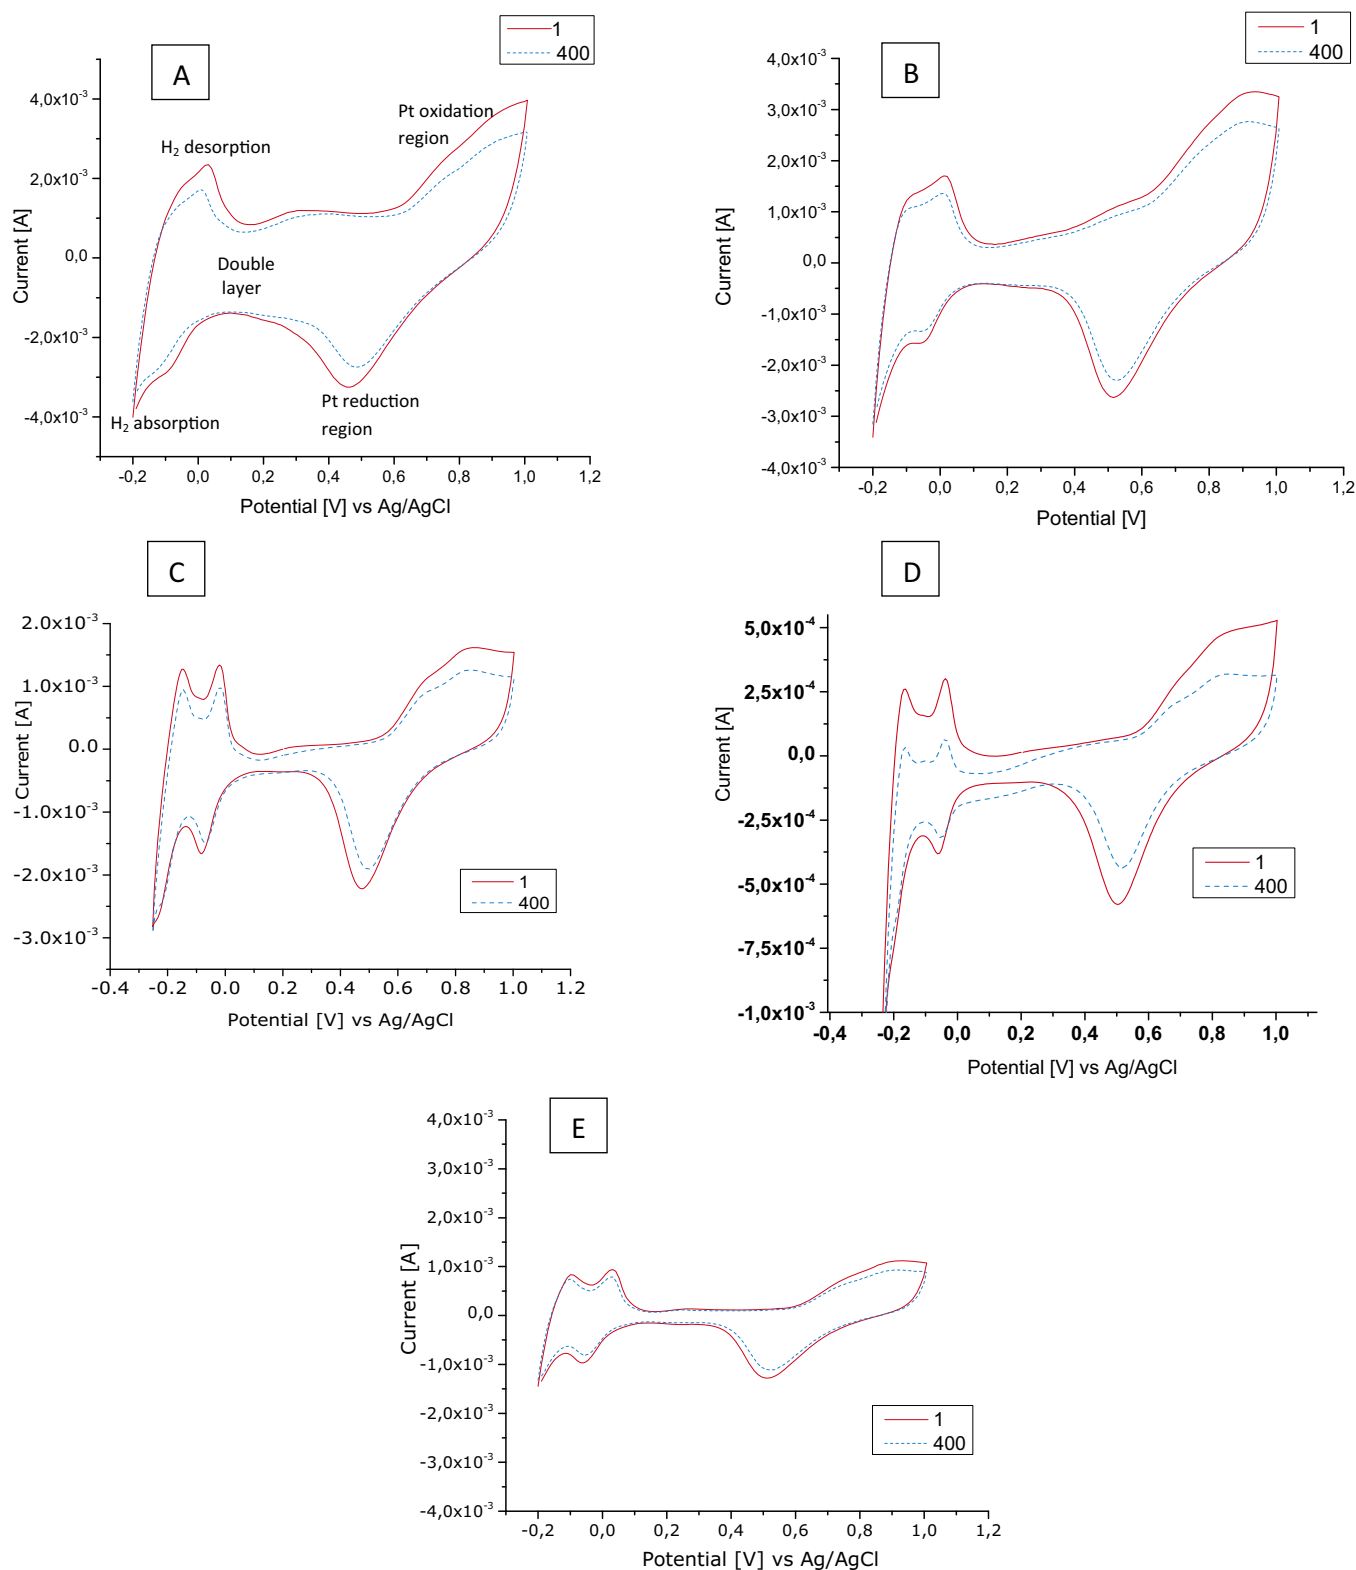 1
400
A
4,0x10-3
2,0x10-3
0,0
-2,0x10-3
-4,0x10-3
Current [A]
H2 desorption
Pt oxidation
region
Double
layer
Pt reduction
region
H2 absorption
-0,2 0,0 0,2 0,4 0,6 0,8 1,0 1,2
Potential [V] vs Ag/AgCl
1
400
B
4,0x10-3
3,0x10-3
2,0x10-3
1,0x10-3
0,0
-1,0x10-3
-2,0x10-3
-3,0x10-3
-4,0x10-3
Current [A]
-0,2 0,0 0,2 0,4 0,6 0,8 1,0 1,2
Potential [V]
C
2.0x10-3
1.0x10-3
0.0
-1.0x10-3
-2.0x10-3
-3.0x10-3
Current [A]
1
400
-0.4 -0.2 0.0 0.2 0.4 0.6 0.8 1.0 1.2
Potential [V] vs Ag/AgCl
D
5,0x10-4
2,5x10-4
0,0
-2,5x10-4
-5,0x10-4
-7,5x10-4
-1,0x10-3
Current [A]
1
400
-0,4 -0,2 0,0 0,2 0,4 0,6 0,8 1,0
Potential [V] vs Ag/AgCl
E
4,0x10-3
3,0x10-3
2,0x10-3
1,0x10-3
0,0
-1,0x10-3
-2,0x10-3
-3,0x10-3
-4,0x10-3
Current [A]
1
400
-0,2 0,0 0,2 0,4 0,6 0,8 1,0 1,2
Potential [V] vs Ag/AgCl